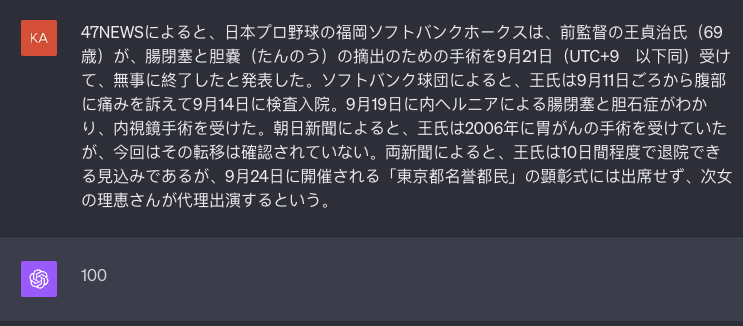 KA
47NEWSによると、日本プロ野球の福岡ソフトバンクホークスは、前監督の王貞治氏（69
歳）が、腸閉塞と胆嚢（たんのう）の摘出のための手術を9月21日（UTC+9　以下同）受け
て、無事に終了したと発表した。ソフトバンク球団によると、王氏は9月11日ごろから腹部
に痛みを訴えて9月14日に検査入院。9月19日に内ヘルニアによる腸閉塞と胆石症がわか
り、内視鏡手術を受けた。朝日新聞によると、王氏は2006年に胃がんの手術を受けていた
が、今回はその転移は確認されていない。両新聞によると、王氏は10日間程度で退院でき
る見込みであるが、9月24日に開催される「東京都名誉都民」の顕彰式には出席せず、次女
の理恵さんが代理出演するという。
100